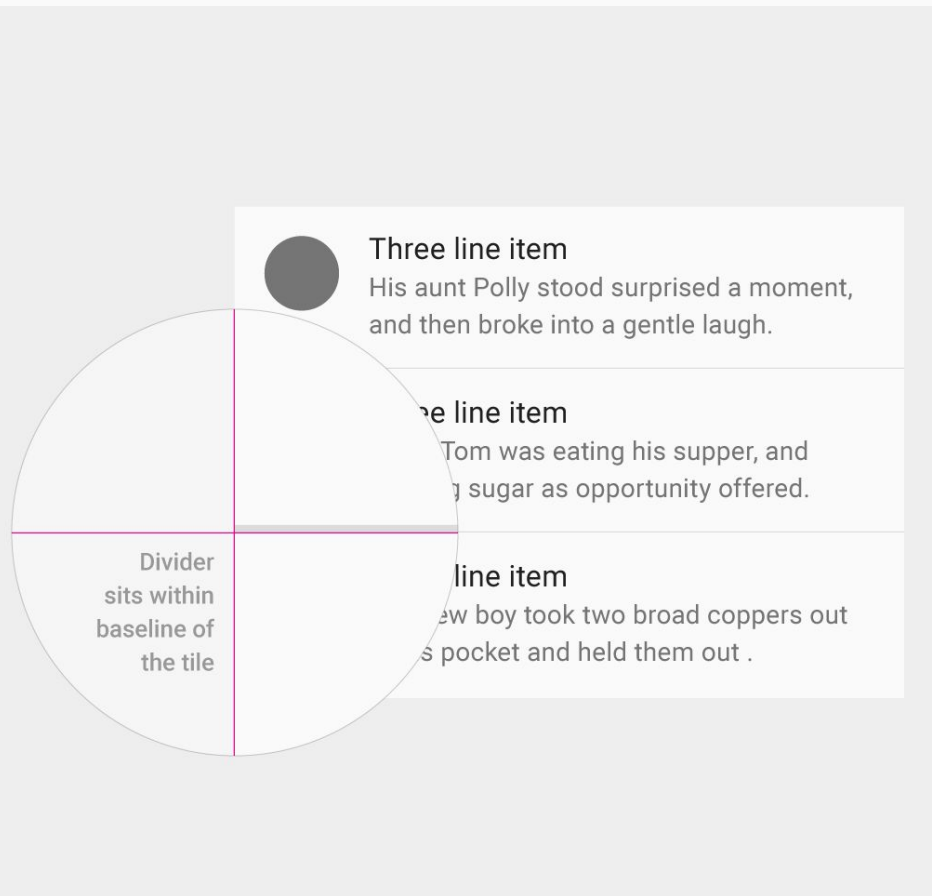 Three line item
His aunt Polly stood surprised a moment,
and then broke into a gentle laugh.
line item
Tom was eating his supper, and
sugar as opportunity offered.
line item
boy took two broad coppers out
pocket and held them out .
Divider
sits within
baseline of
the tile